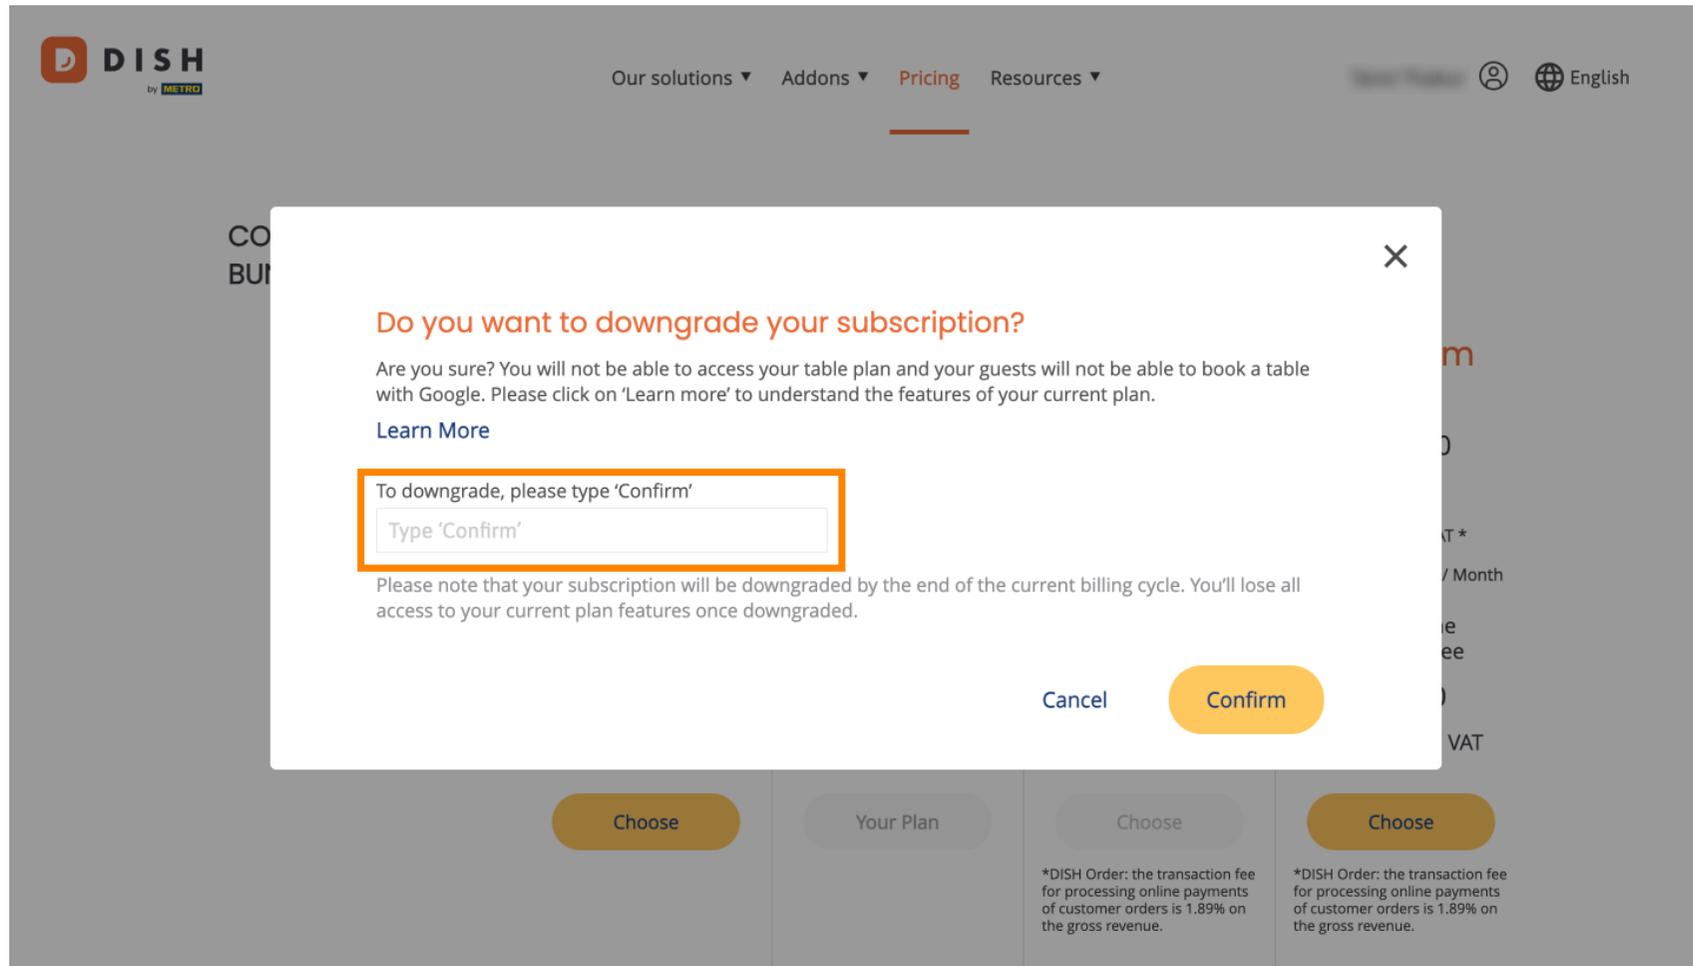 DISH
by METRO
Our solutions ▼ Addons ▼ Pricing Resources ▼
English
CO
BUN
Do you want to downgrade your subscription?
Are you sure? You will not be able to access your table plan and your guests will not be able to book a table
with Google. Please click on ‘Learn more’ to understand the features of your current plan.
Learn More
To downgrade, please type ‘Confirm’
Type ‘Confirm’
Please note that your subscription will be downgraded by the end of the current billing cycle. You’ll lose all
access to your current plan features once downgraded.
Cancel Confirm
m
0
AT *
/ Month
ee
VAT
Choose Your Plan Choose Choose
*DISH Order: the transaction fee
for processing online payments
of customer orders is 1.89% on
the gross revenue.
*DISH Order: the transaction fee
for processing online payments
of customer orders is 1.89% on
the gross revenue.